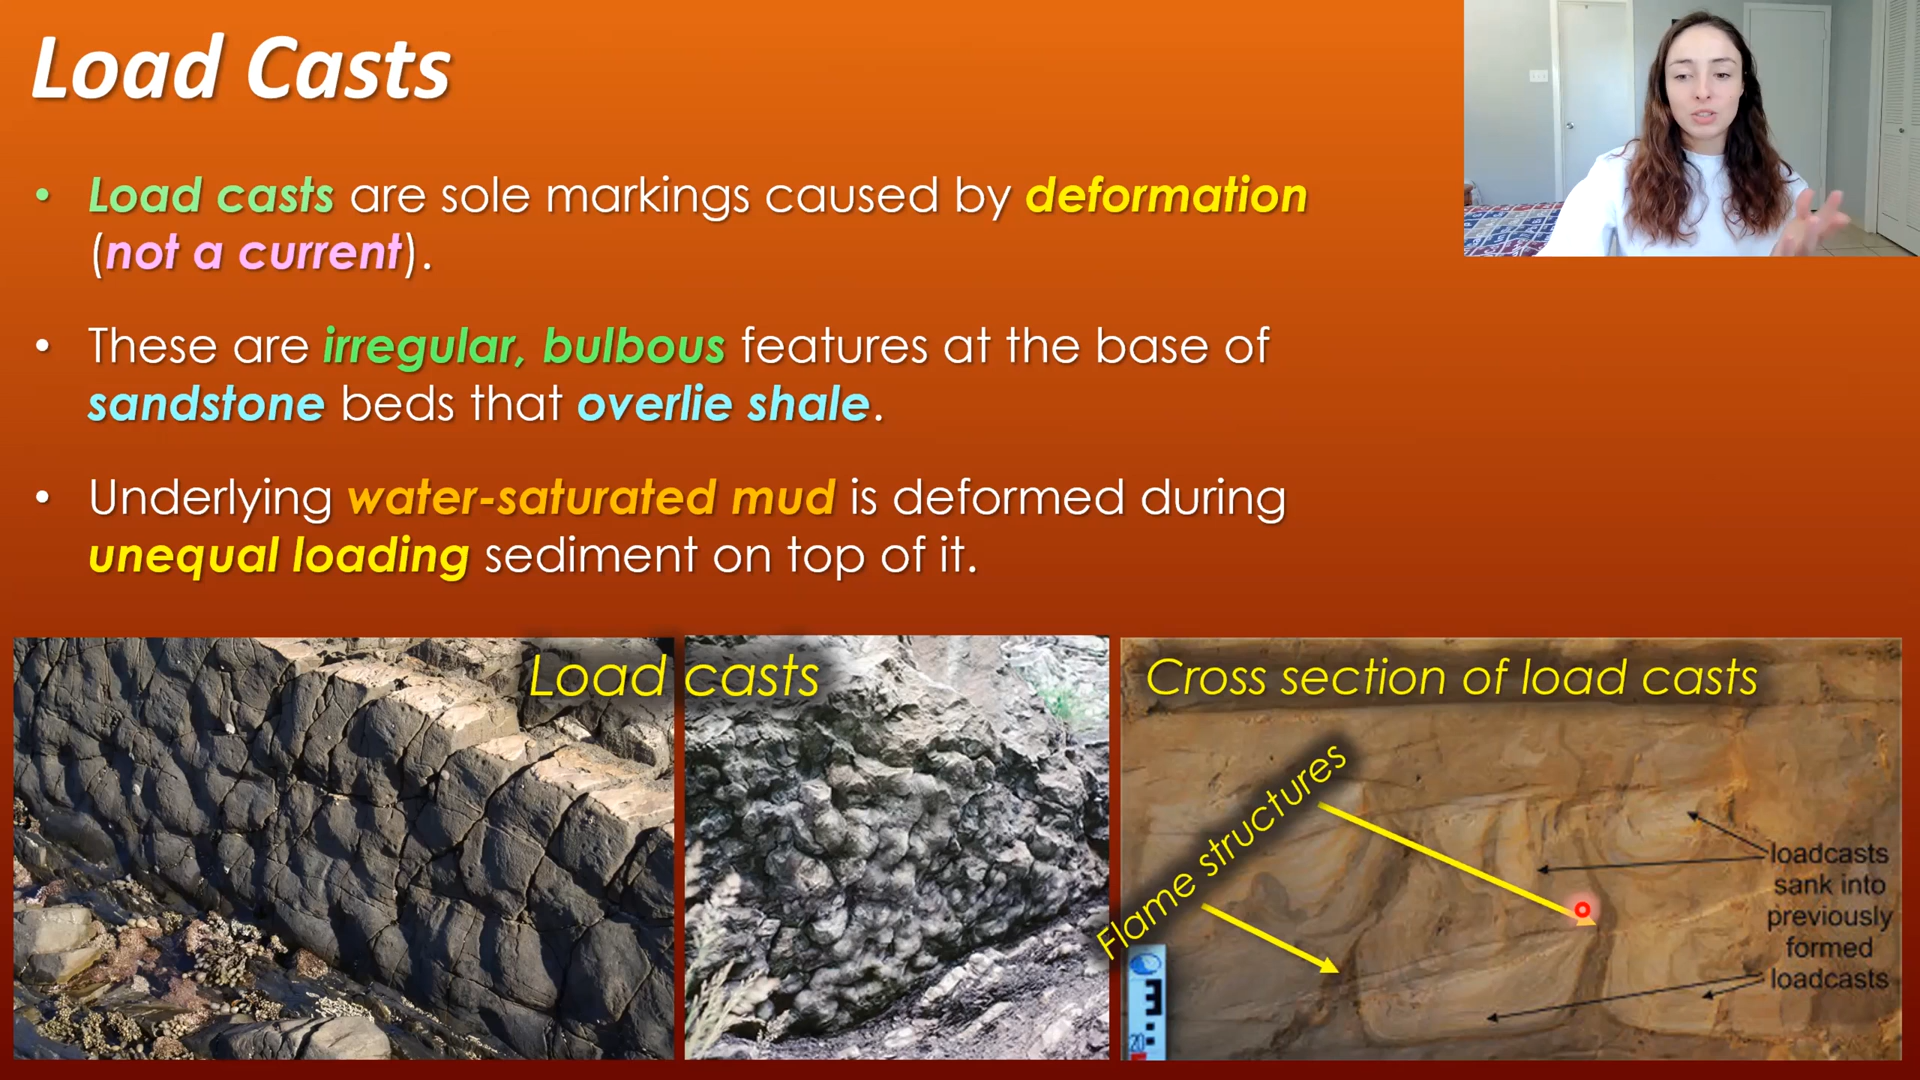 Load Casts
• Load casts are sole markings caused by deformation
(not a current).
• These are irregular, bulbous features at the base of
sandstone beds that overlie shale.
• Underlying water-saturated mud is deformed during
unequal loading sediment on top of it.
Load casts
Cross section of load casts
Flame structures
loadcasts
sank into
previously
formed
loadcasts
3
20